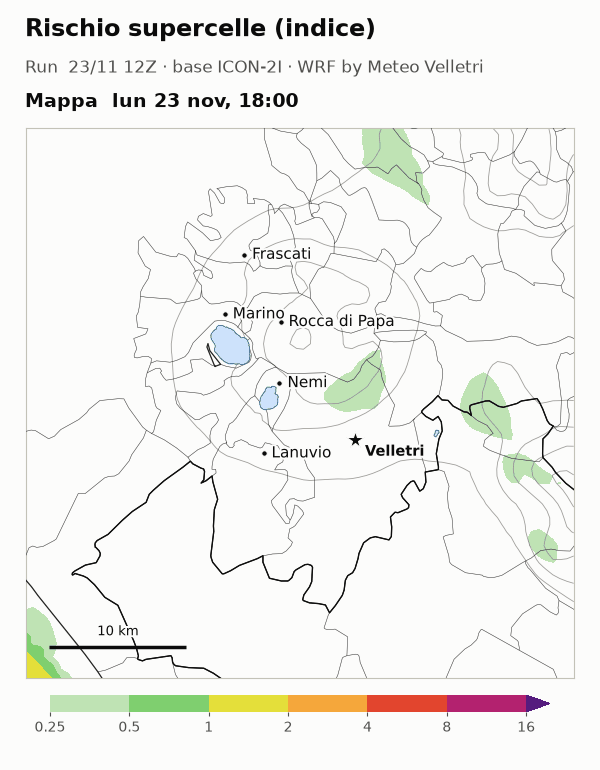 Rischio supercelle (indice)
Run  23/11 12Z · base ICON-2I · WRF by Meteo Velletri
Mappa  lun 23 nov, 18:00
Frascati
Marino
Rocca di Papa
Nemi
Velletri
Lanuvio
10 km
0.25 0.5 1 2 4 8 16